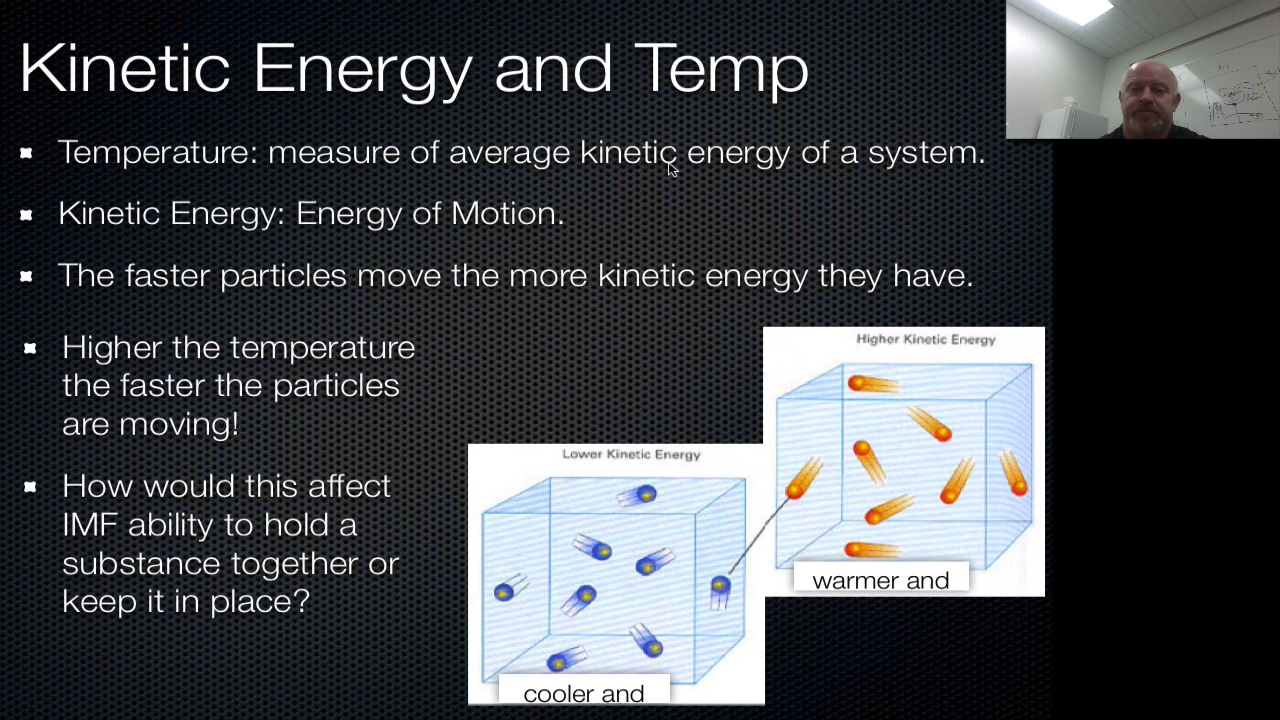 Kinetic Energy and Temp
Temperature: measure of average kinetic energy of a system.
Kinetic Energy: Energy of Motion.
The faster particles move the more kinetic energy they have.
Higher the temperature
the faster the particles
are moving!
How would this affect
IMF ability to hold a
substance together or
keep it in place?
Lower Kinetic Energy
cooler and
Higher Kinetic Energy
warmer and